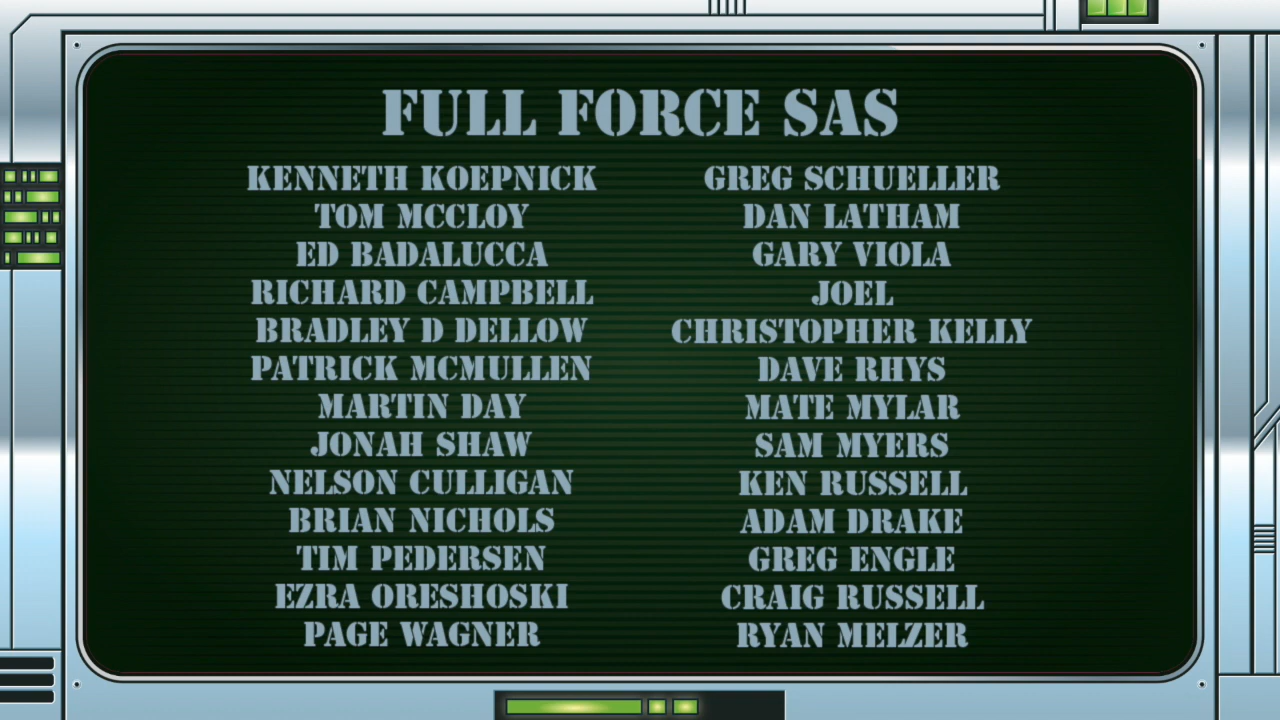 FULL FORCE SAS
KENNETH KOEPNICK
TOM MCCLOY
ED BADALUCCA
RICHARD CAMPBELL
BRADLEY D DELLOW
PATRICK MCMULLEN
MARTIN DAY
JONAH SHAW
NELSON CULLIGAN
BRIAN NICHOLS
TIM PEDERSEN
EZRA ORESHOSKI
PAGE WAGNER
GREG SCHUELLER
DAN LATHAM
GARY VIOLA
JOEL
CHRISTOPHER KELLY
DAVE RHYS
MATE MYLAR
SAM MYERS
KEN RUSSELL
ADAM DRAKE
GREG ENGLE
CRAIG RUSSELL
RYAN MELZER